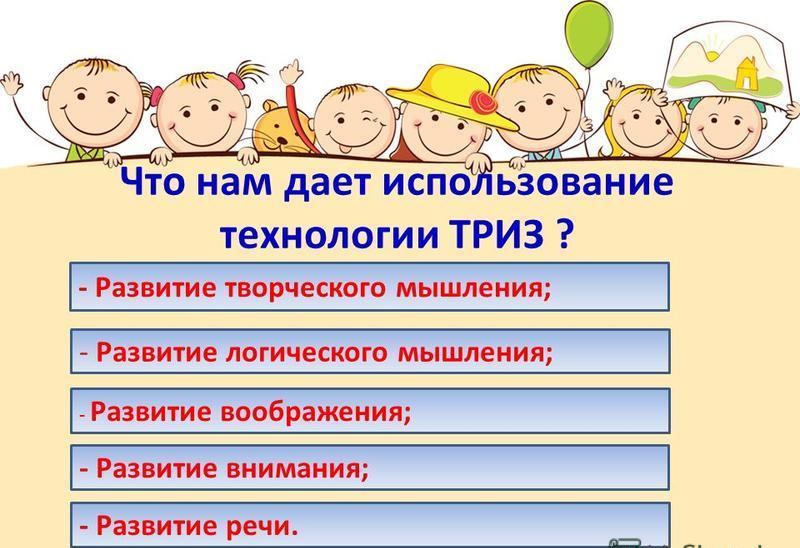 Что нам дает использование
технологии ТРИЗ ?
- Развитие творческого мышления;
- Развитие логического мышления;
- Развитие воображения;
- Развитие внимания;
- Развитие речи.